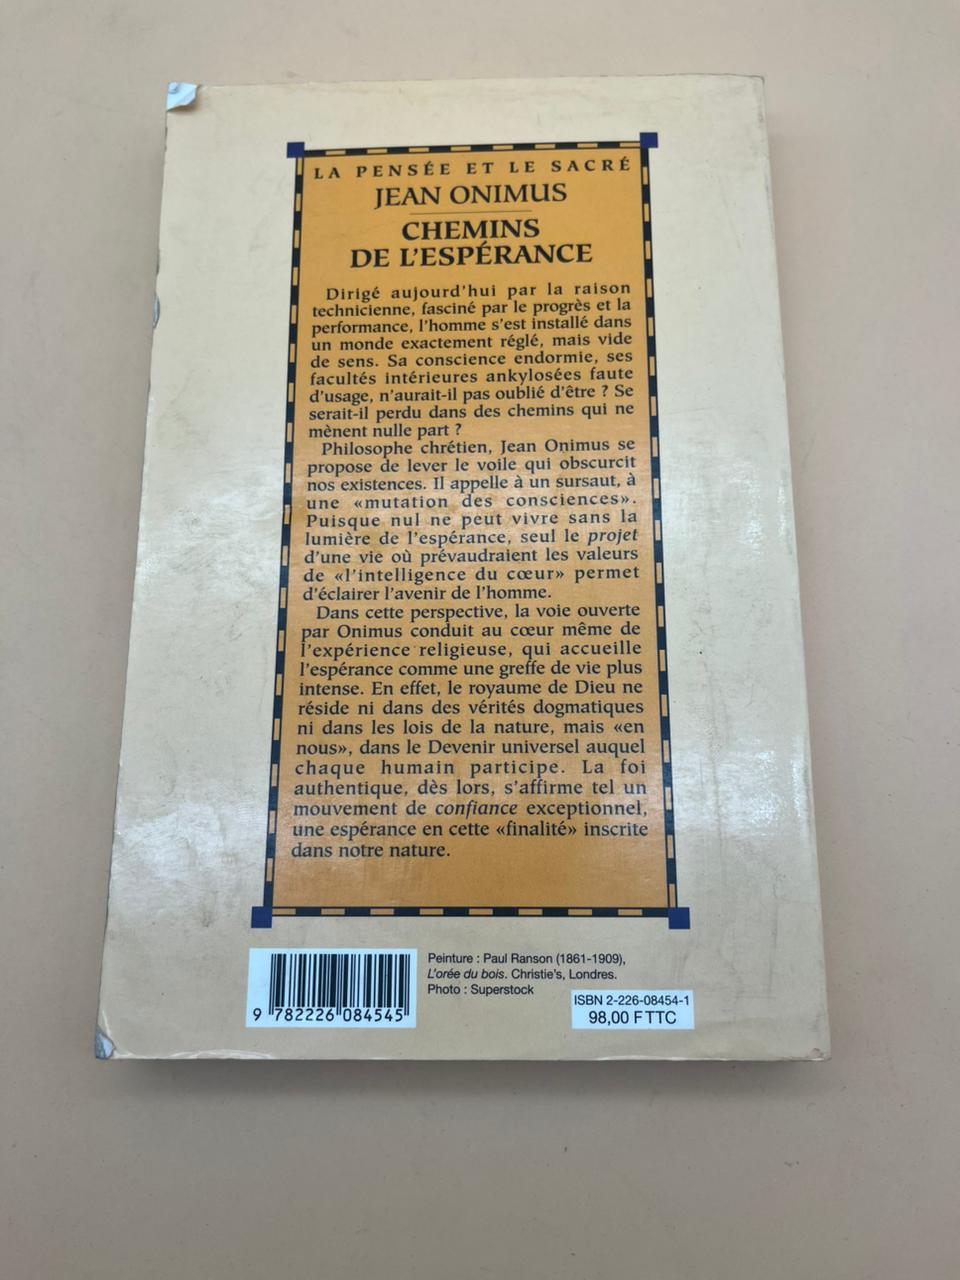 LA PENSÉE ET LE SACRÉ
JEAN ONIMUS
CHEMINS
DE L'ESPÉRANCE
Dirigé aujourd'hui par la raison
technicienne, fasciné par le progrès et la
performance, l'homme s'est installé dans
un monde exactement réglé, mais vide
de sens. Sa conscience endormie, ses
facultés intérieures ankylosées faute
d'usage, n'aurait-il pas oublié d'être ? Se
serait-il perdu dans des chemins qui ne
mènent nulle part ?
Philosophe chrétien, Jean Onimus se
propose de lever le voile qui obscurcit
nos existences. Il appelle à un sursaut, à
une «mutation des consciences».
Puisque nul ne peut vivre sans la
lumière de l'espérance, seul le projet
d'une vie où prévaudraient les valeurs
de «l'intelligence du cœur» permet
d'éclairer l'avenir de l'homme.
Dans cette perspective, la voie ouverte
par Onimus conduit au cœur même de
l'expérience religieuse, qui accueille
l'espérance comme une greffe de vie plus
intense. En effet, le royaume de Dieu ne
réside ni dans des vérités dogmatiques
ni dans les lois de la nature, mais «en
nous», dans le Devenir universel auquel
chaque humain participe. La foi
authentique, dès lors, s'affirme tel un
mouvement de confiance exceptionnel,
une espérance en cette «finalité» inscrite
dans notre nature.
Peinture : Paul Ranson (1861-1909),
L'orée du bois. Christie's, Londres.
Photo : Superstock
9 782226 084545
ISBN 2-226-08454-1
98,00 F TTC